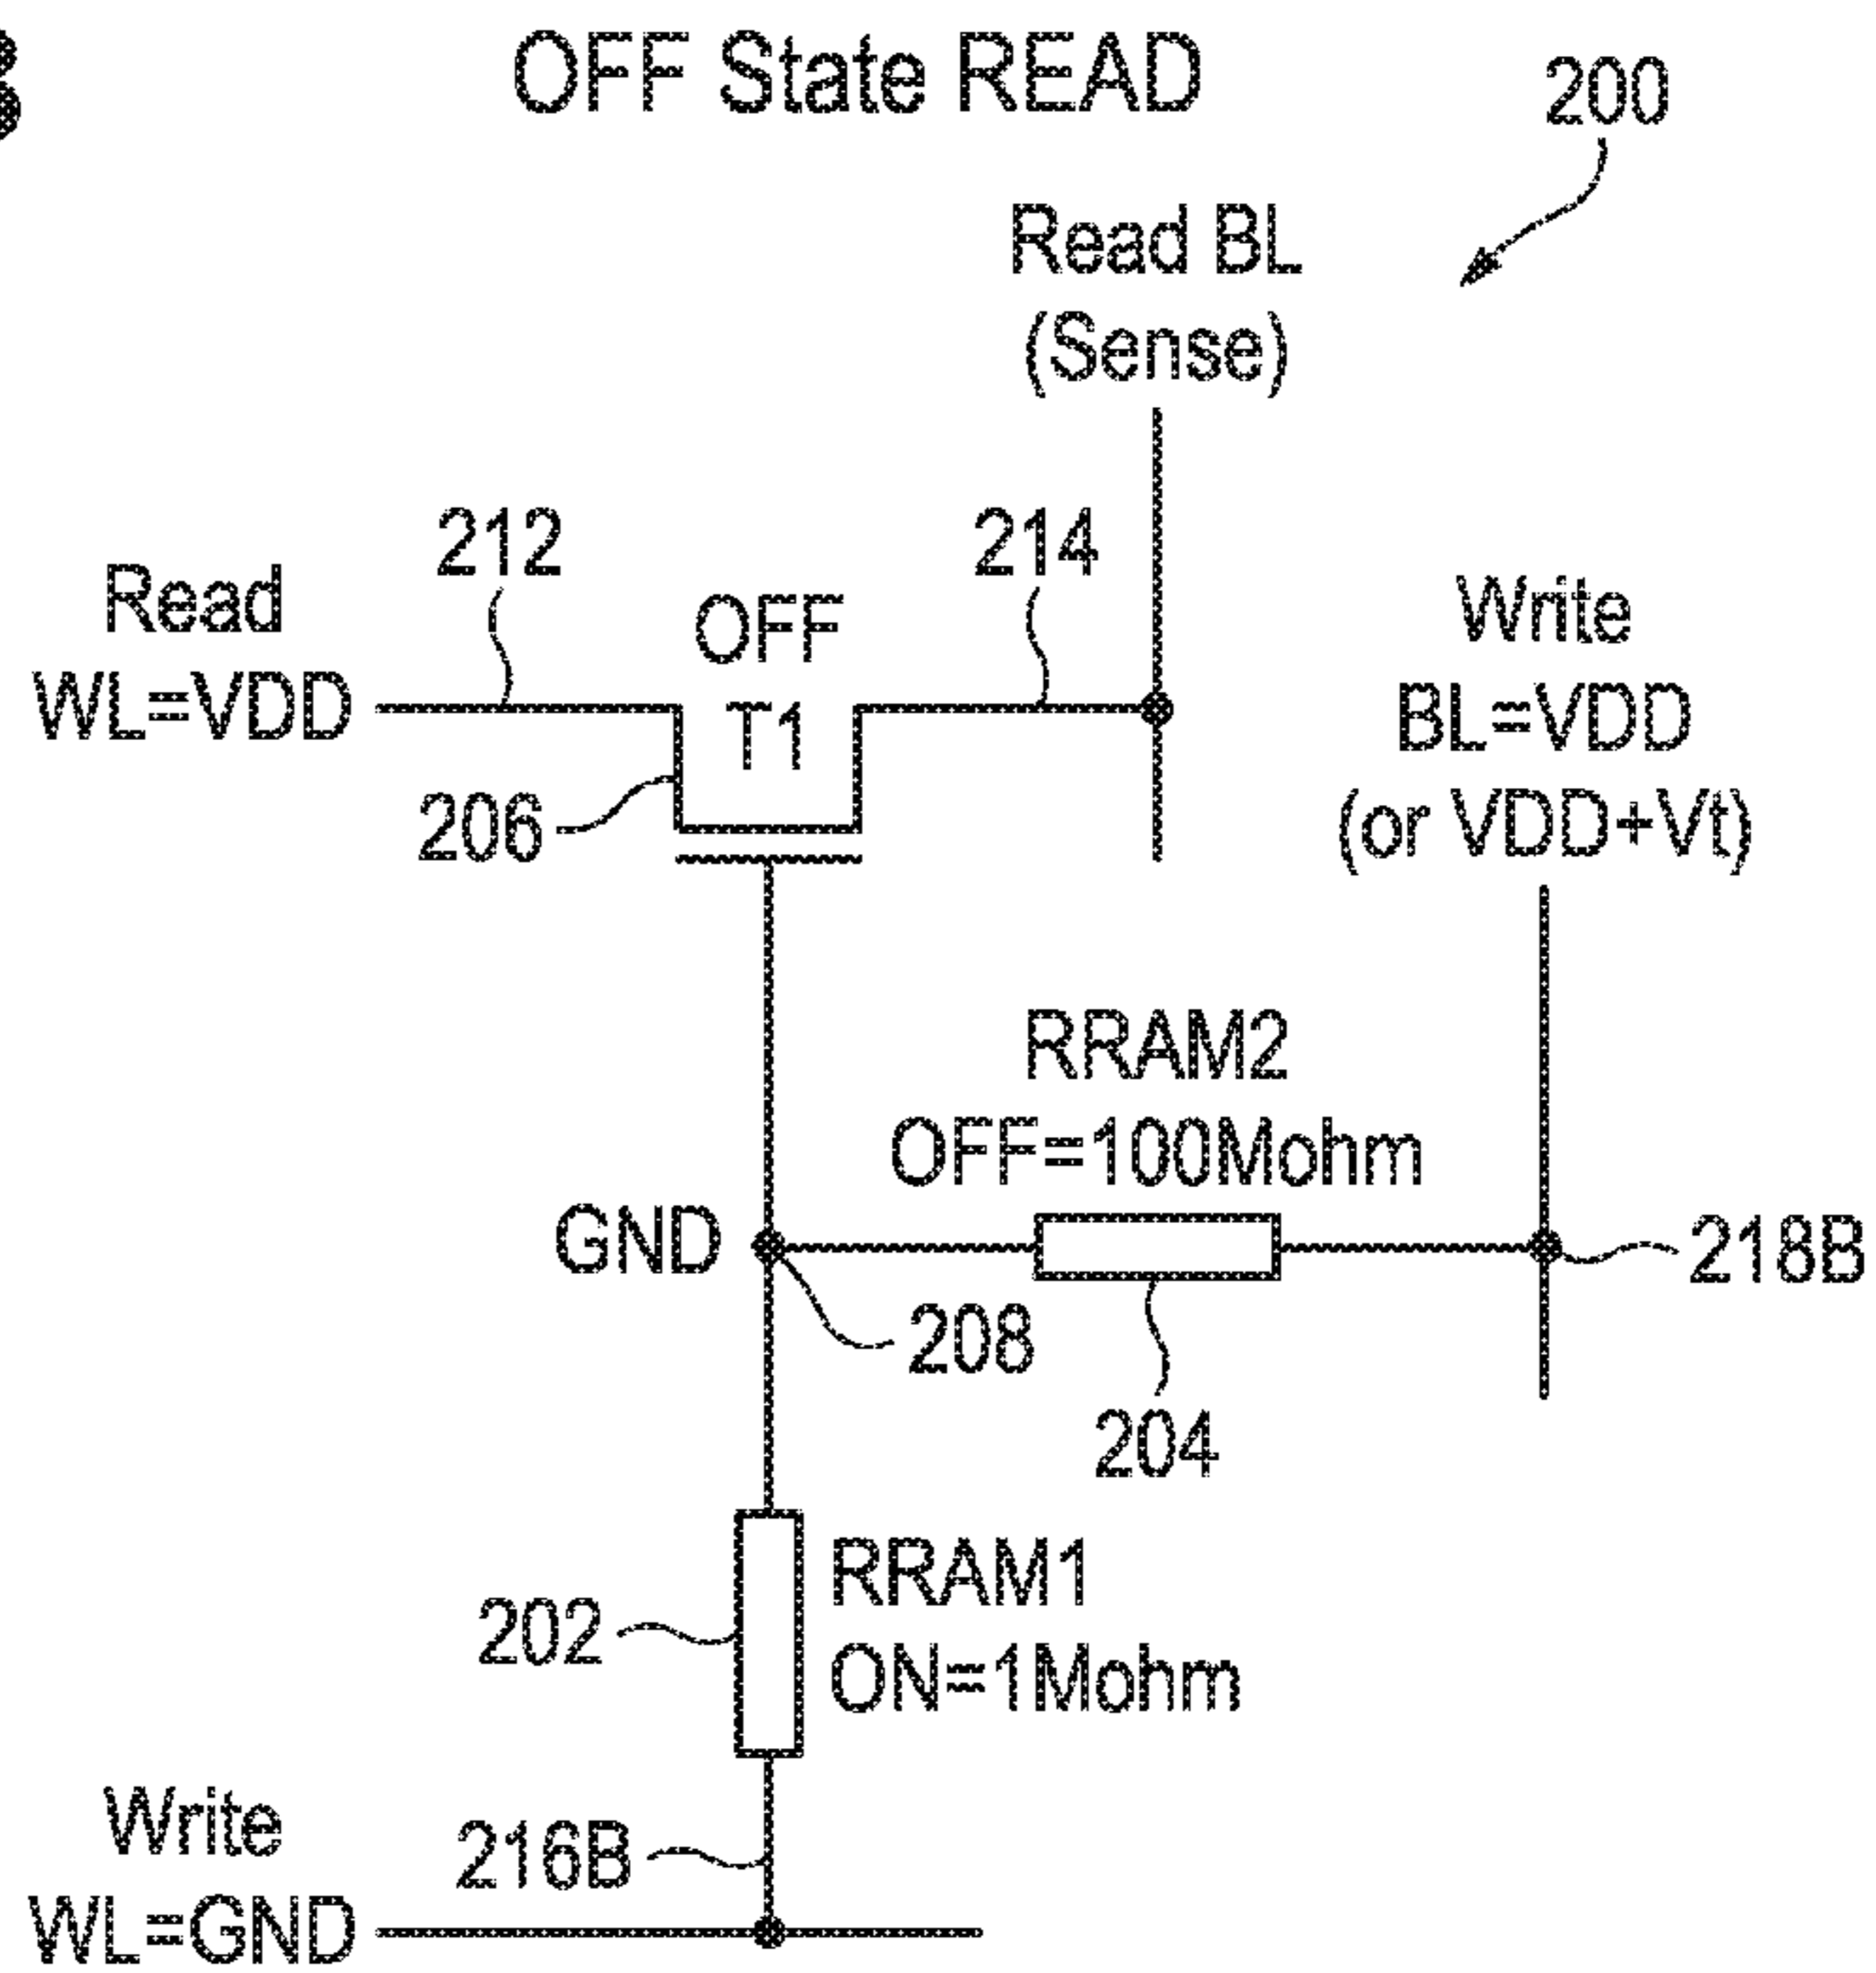 OFF State READ
200
Read BL
(Sense)
212
214
Read
WL=VDD
OFF
T1
Write
BL=VDD
(or VDD+Vt)
206
RRAM2
OFF=100Mohm
GND
218B
208
204
RRAM1
ON=1Mohm
202
Write
WL=GND
216B